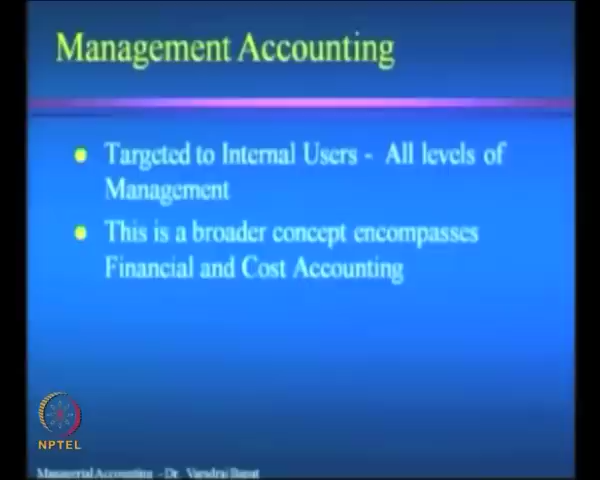 Management Accounting
Targeted to Internal Users - All levels of
Management
This is a broader concept encompasses
Financial and Cost Accounting
NPTEL
Managerial Accounting - Dr. Varadraj Bapat